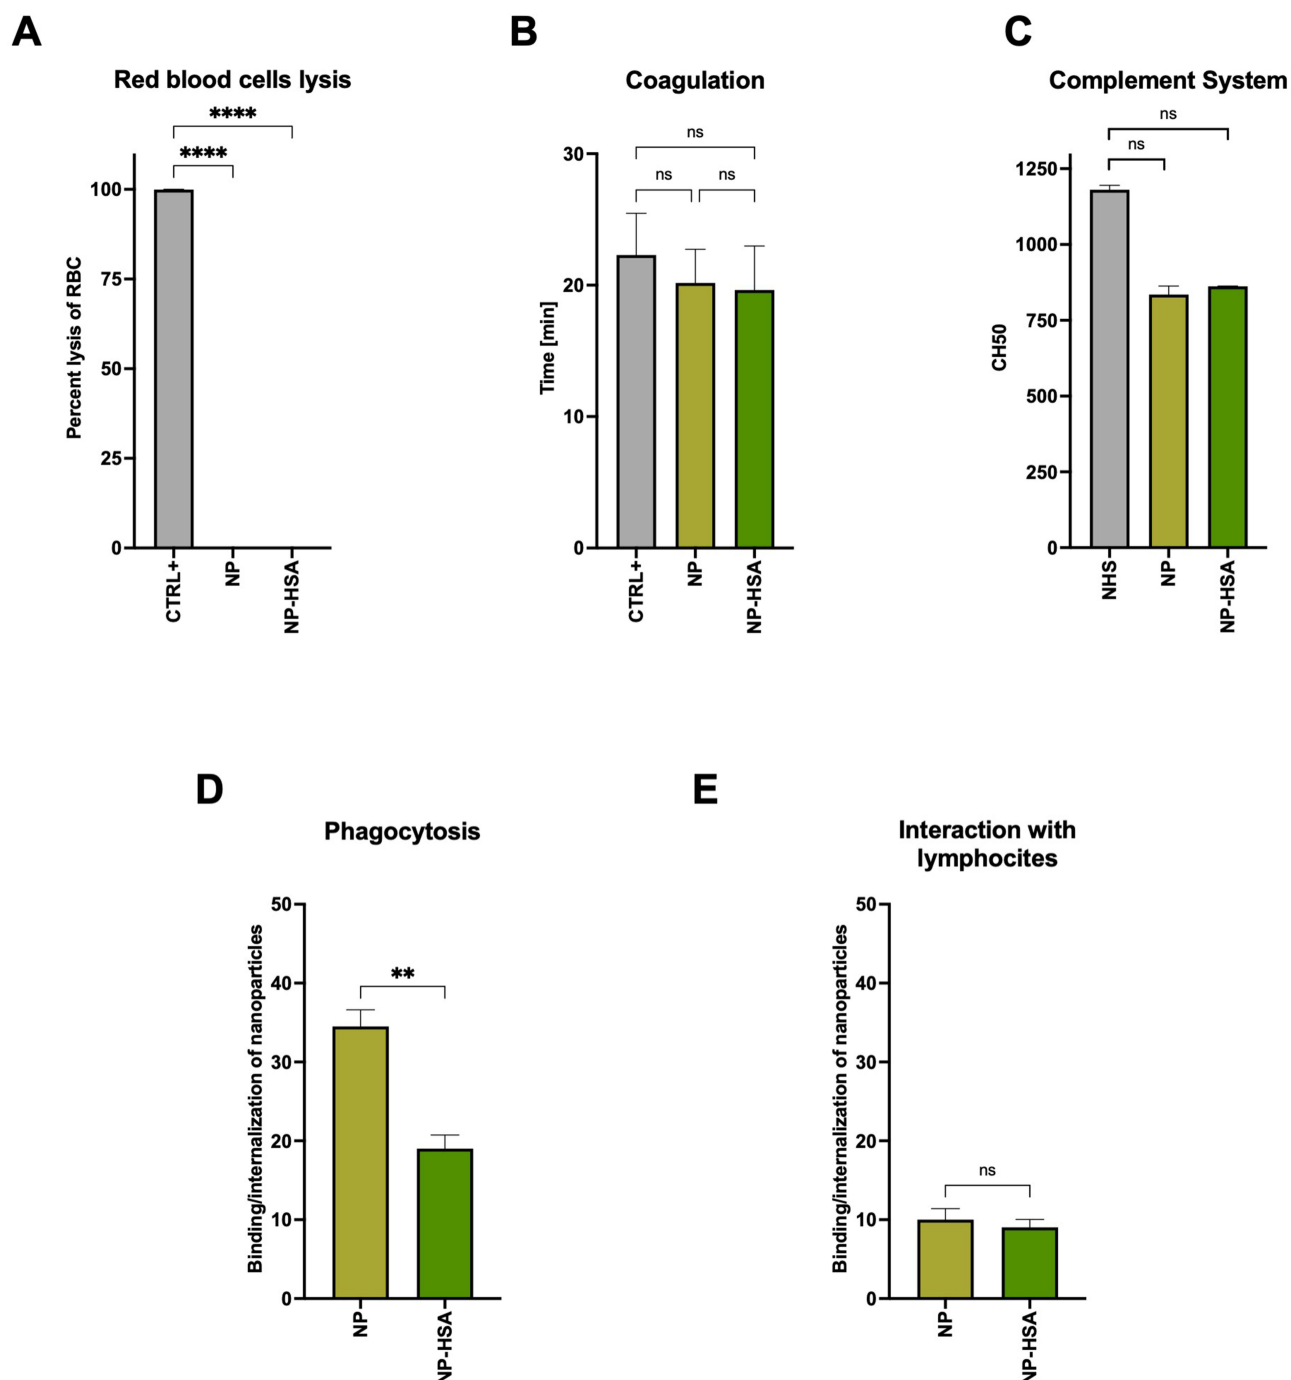 A
Red blood cells lysis
****
****
Percent lysis of RBC
100
75
50
25
0
CTRL+
NP
NP-HSA
B
Coagulation
ns
ns
ns
Time [min]
30
20
10
0
CTRL+
NP
NP-HSA
C
Complement System
ns
ns
CH50
1250
1000
750
500
250
0
NHS
NP
NP-HSA
D
Phagocytosis
**
Binding/internalization of nanoparticles
50
40
30
20
10
0
NP
NP-HSA
E
Interaction with
lymphocites
ns
Binding/internalization of nanoparticles
50
40
30
20
10
0
NP
NP-HSA